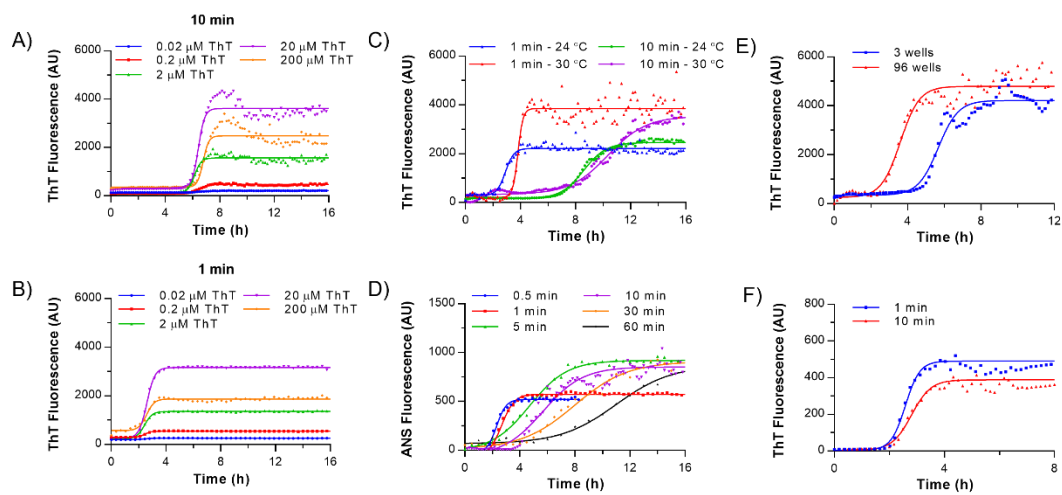 10 min
A)
0.02 µM ThT
20 µM ThT
0.2 µM ThT
200 µM ThT
2 µM ThT
ThT Fluorescence (AU)
6000
4000
2000
0
0
4
8
12
16
Time (h)
C)
1 min - 24 °C
10 min - 24 °C
1 min - 30 °C
10 min - 30 °C
ThT Fluorescence (AU)
6000
4000
2000
0
0
4
8
12
16
Time (h)
E)
3 wells
96 wells
ThT Fluorescence (AU)
6000
4000
2000
0
0
4
8
12
Time (h)
1 min
B)
0.02 µM ThT
20 µM ThT
0.2 µM ThT
200 µM ThT
2 µM ThT
ThT Fluorescence (AU)
6000
4000
2000
0
0
4
8
12
16
Time (h)
D)
0.5 min
10 min
1 min
30 min
5 min
60 min
ANS Fluorescence (AU)
1500
1000
500
0
0
4
8
12
16
Time (h)
F)
1 min
10 min
ThT Fluorescence (AU)
800
600
400
200
0
0
4
8
Time (h)